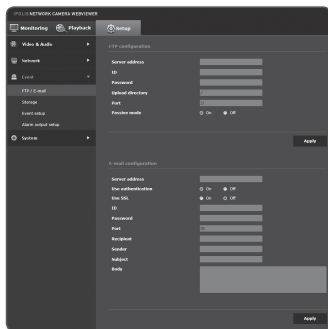 iPOLiS NETWORK CAMERA WEBVIEWER
Monitoring Playback Setup
Video & Audio
Network
Event
FTP / E-mail
Storage
Event setup
Alarm output setup
System
FTP configuration
Server address
ID
Password
Upload directory
Port
Passive mode On Off
Apply
E-mail configuration
Server address
Use authentication On Off
Use SSL On Off
ID
Password
Port
Recipient
Sender
Subject
Body
Apply